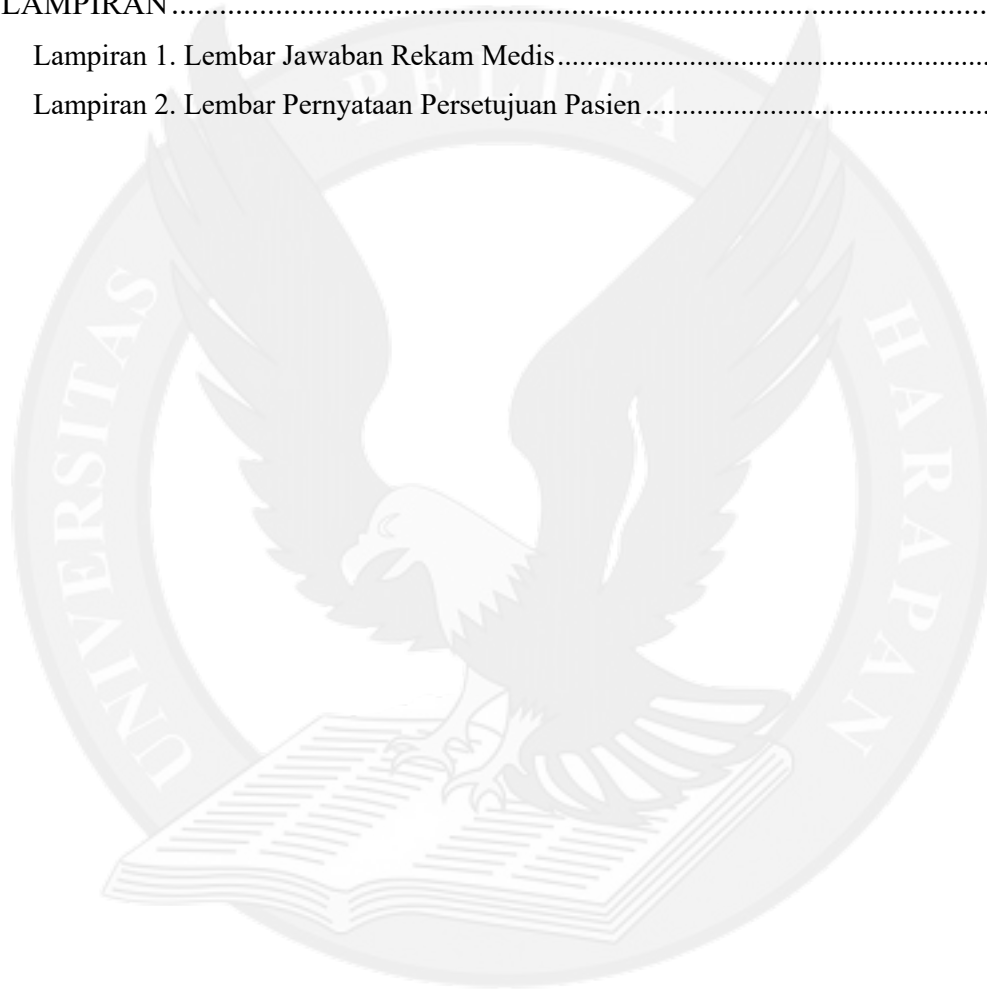 LAMPIRAN........................................................................................................
Lampiran 1. Lembar Jawaban Rekam Medis........................................................
Lampiran 2. Lembar Pernyataan Persetujuan Pasien............................................
UNIVERSITAS PELITA HARAPAN